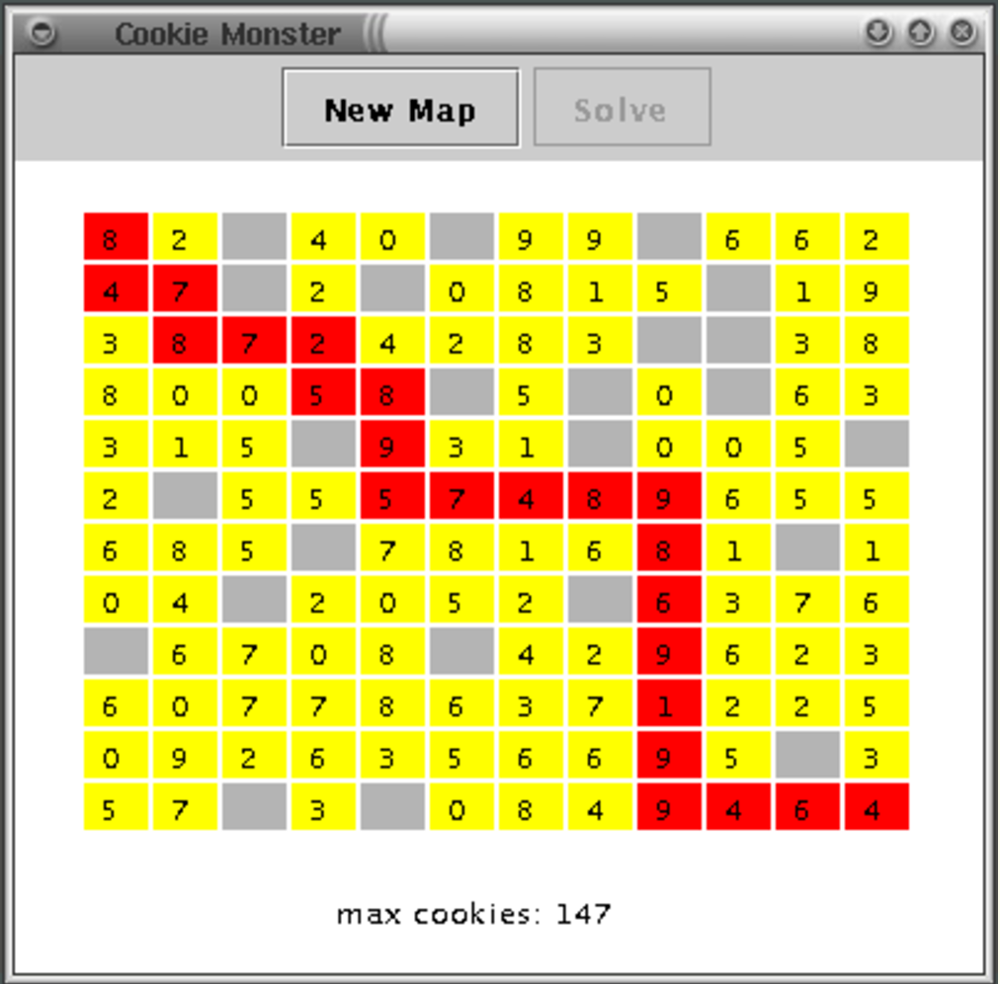 Cookie Monster
New Map Solve
8 2 4 0 9 9 6 6 2
4 7 2 0 8 1 5 1 9
3 8 7 2 4 2 8 3 3 8
8 0 0 5 8 5 0 6 3
3 1 5 9 3 1 0 0 5
2 5 5 5 7 4 8 9 6 5 5
6 8 5 7 8 1 6 8 1 1
0 4 2 0 5 2 6 3 7 6
6 7 0 8 4 2 9 6 2 3
6 0 7 7 8 6 3 7 1 2 2 5
0 9 2 6 3 5 6 6 9 5 3
5 7 3 0 8 4 9 4 6 4
max cookies: 147